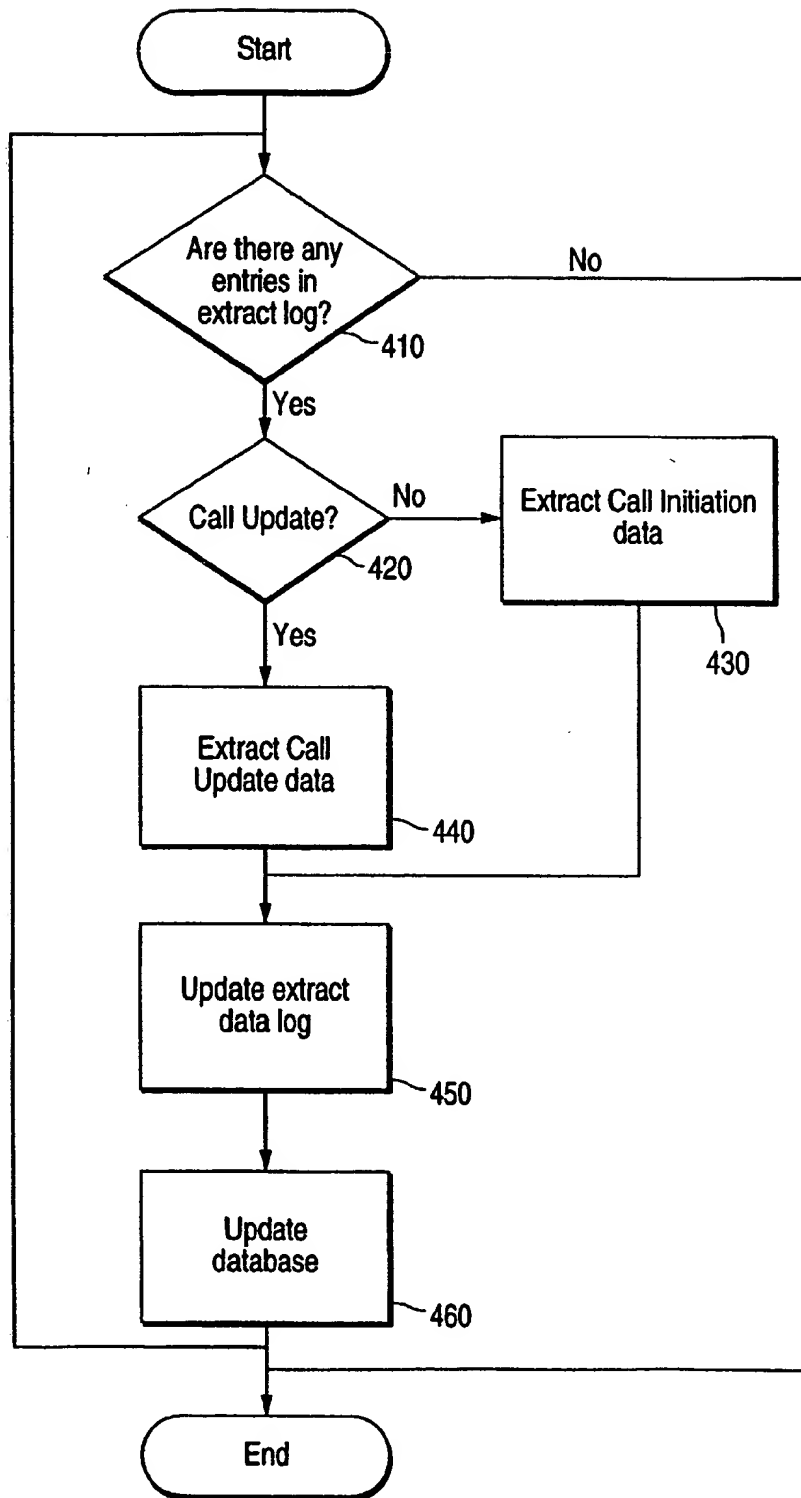 Start
Are there any
entries in
extract log?
No
410
Yes
Call Update?
No
Extract Call Initiation
data
420
430
Yes
Extract Call
Update data
440
Update extract
data log
450
Update
database
460
End